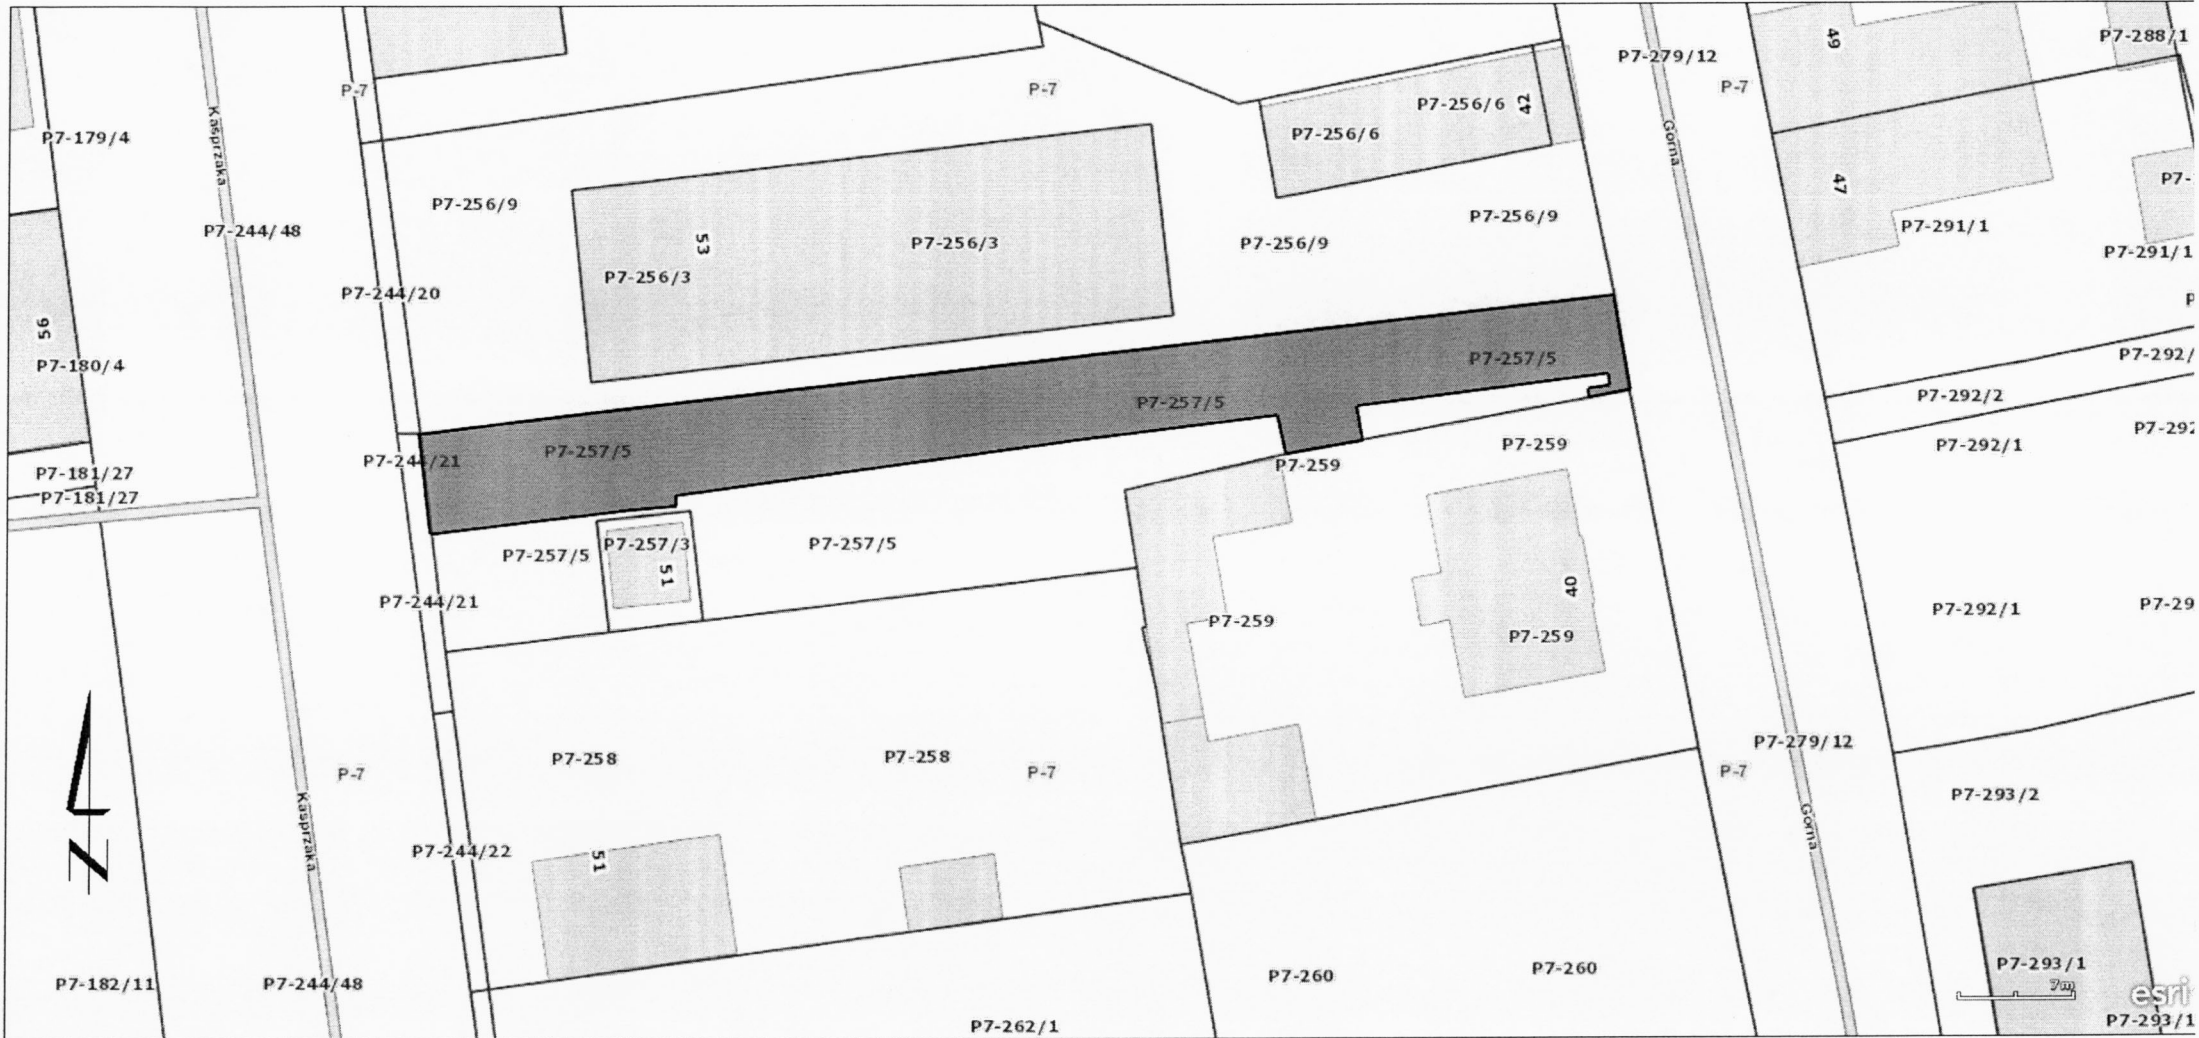 P7-288/1
49
P7-279/12
P-7
P-7
P-7
P7-256/6
42
P7-256/6
P7-179/4
Kasprzaka
Górna
47
P7-
P7-256/9
P7-256/9
P7-291/1
P7-244/48
53
P7-256/3
P7-256/9
P7-291/1
P7-256/3
P7-244/20
P
56
P7-292/
P7-257/5
P7-180/4
P7-292/2
P7-257/5
P7-292
P7-259
P7-292/1
P7-257/5
P7-244/21
P7-259
P7-181/27
P7-181/27
P7-257/3
P7-257/5
P7-257/5
51
40
P7-244/21
P7-29
P7-292/1
P7-259
P7-259
P7-279/12
P7-258
P7-258
P-7
P-7
P-7
P7-293/2
Kasprzaka
Górna
P7-244/22
51
N
P7-293/1
P7-260
P7-260
P7-182/11
P7-244/48
7m
esri
P7-293/1
P7-262/1